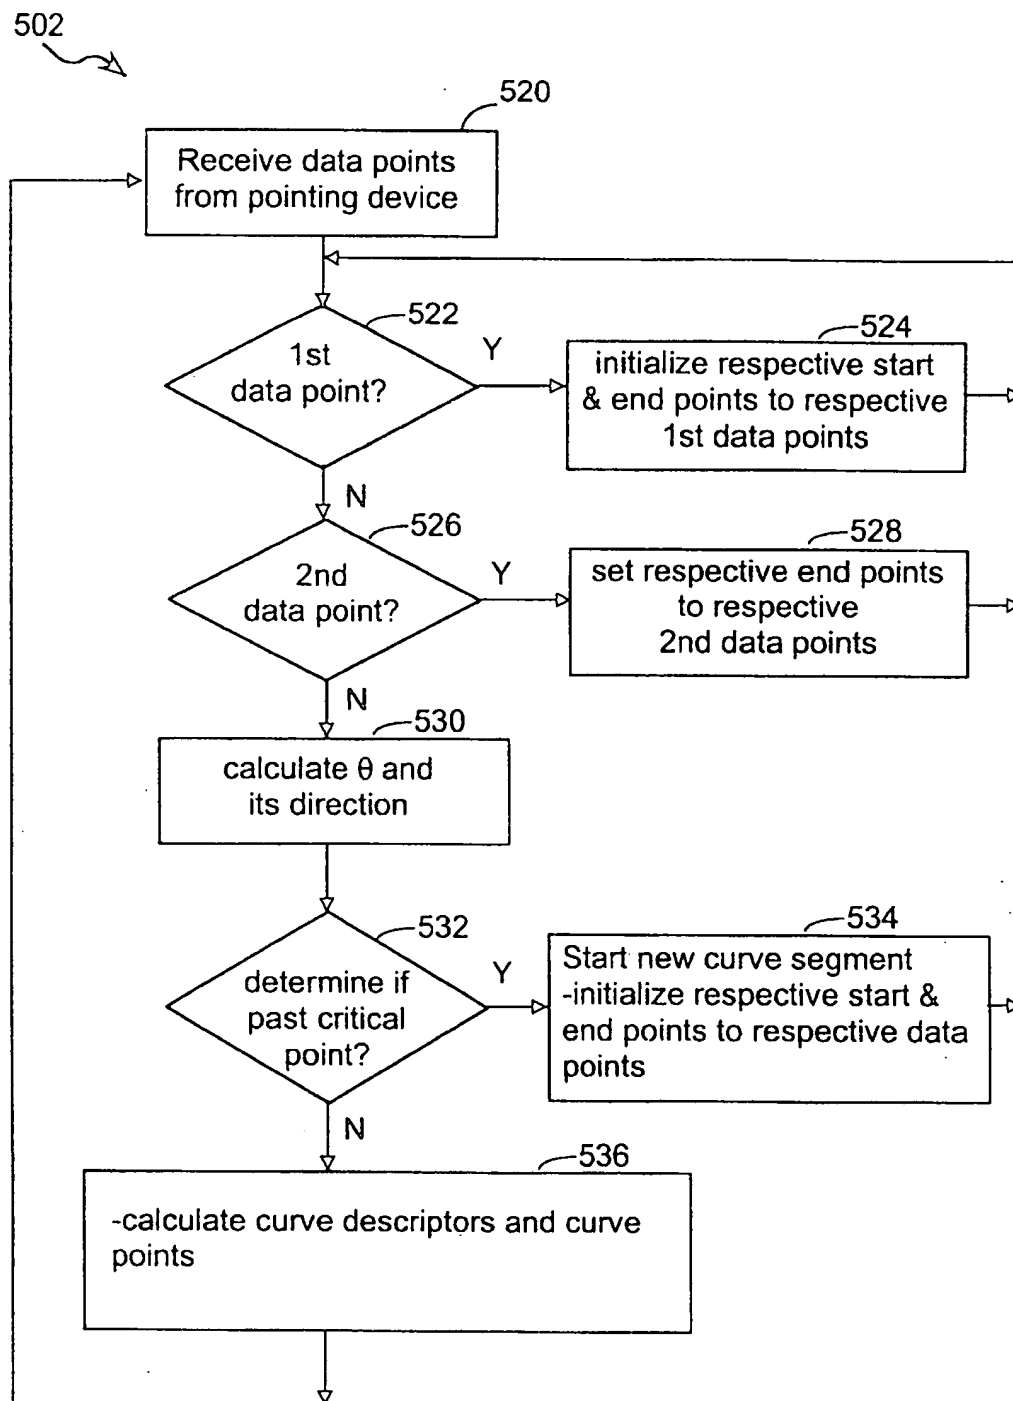 502
520
Receive data points
from pointing device
522
1st
data point?
Y
524
initialize respective start
& end points to respective
1st data points
N
526
2nd
data point?
Y
528
set respective end points
to respective
2nd data points
N
530
calculate θ and
its direction
532
determine if
past critical
point?
Y
534
Start new curve segment
-initialize respective start &
end points to respective data
points
N
536
-calculate curve descriptors and curve
points